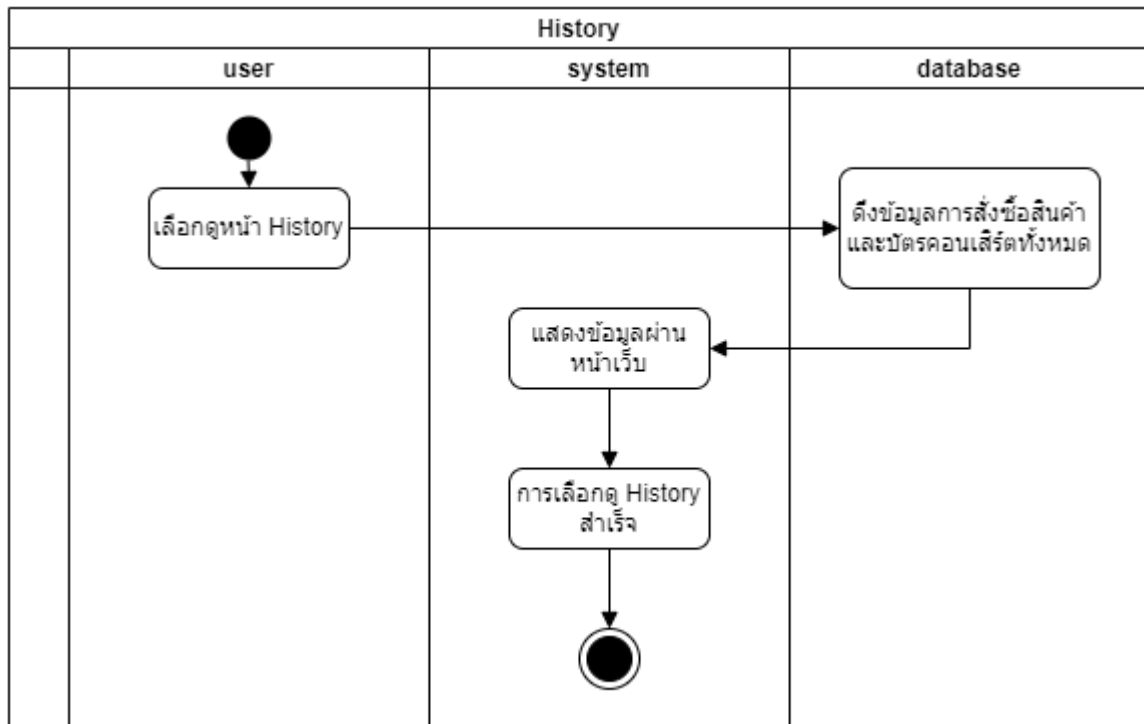 History
user
system
database
เลือกดูหน้า History
ดึงข้อมูลการสั่งซื้อสินค้า
และบัตรคอนเสิร์ตทั้งหมด
แสดงข้อมูลผ่าน
หน้าเว็บ
การเลือกดู History
สำเร็จ